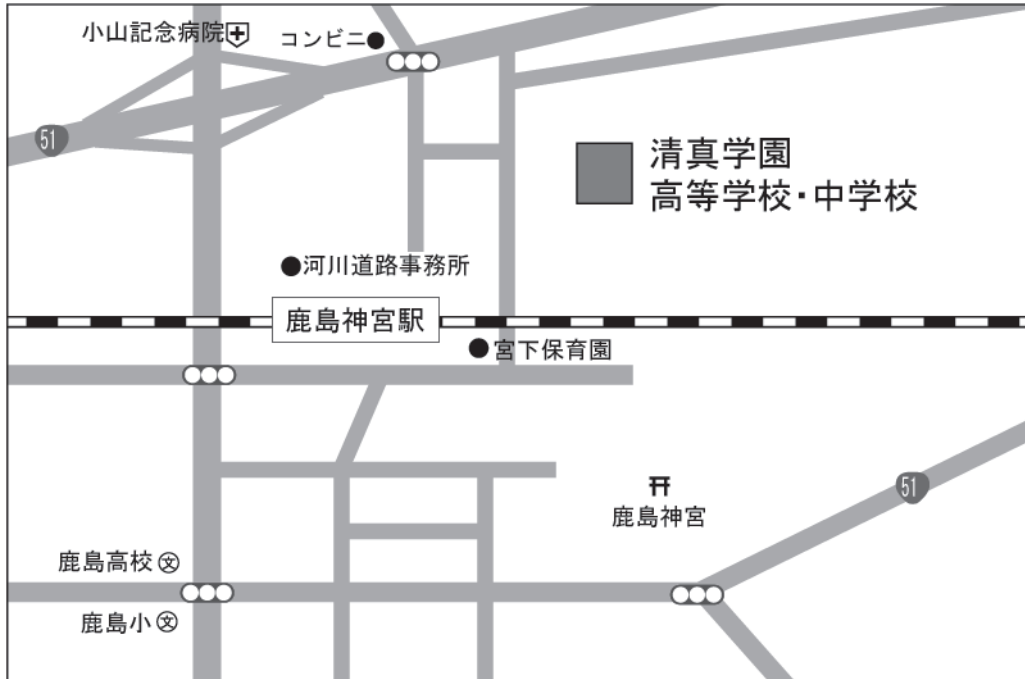 小山記念病院
コンビニ
51
清真学園
高等学校・中学校
河川道路事務所
鹿島神宮駅
宮下保育園
51
鹿島神宮
鹿島高校 文
鹿島小 文